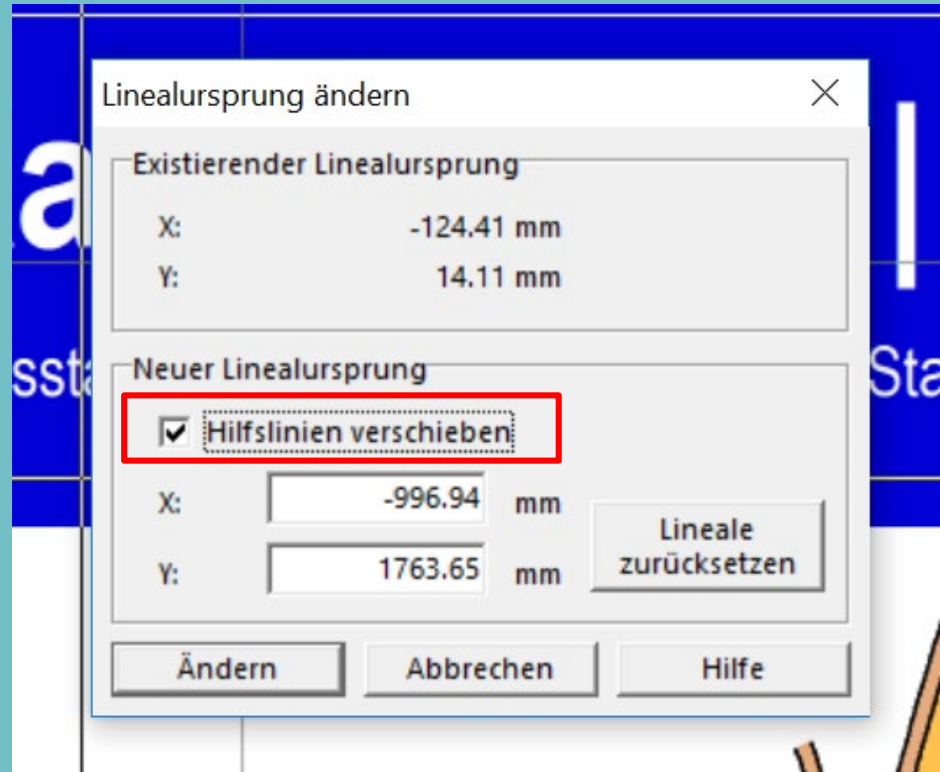 Linealursprung ändern
Existierender Linealursprung
X: -124.41 mm
Y: 14.11 mm
Neuer Linealursprung
Hilfslinien verschieben
X: -996.94 mm
Y: 1763.65 mm
Lineale
zurücksetzen
Ändern Abbrechen Hilfe